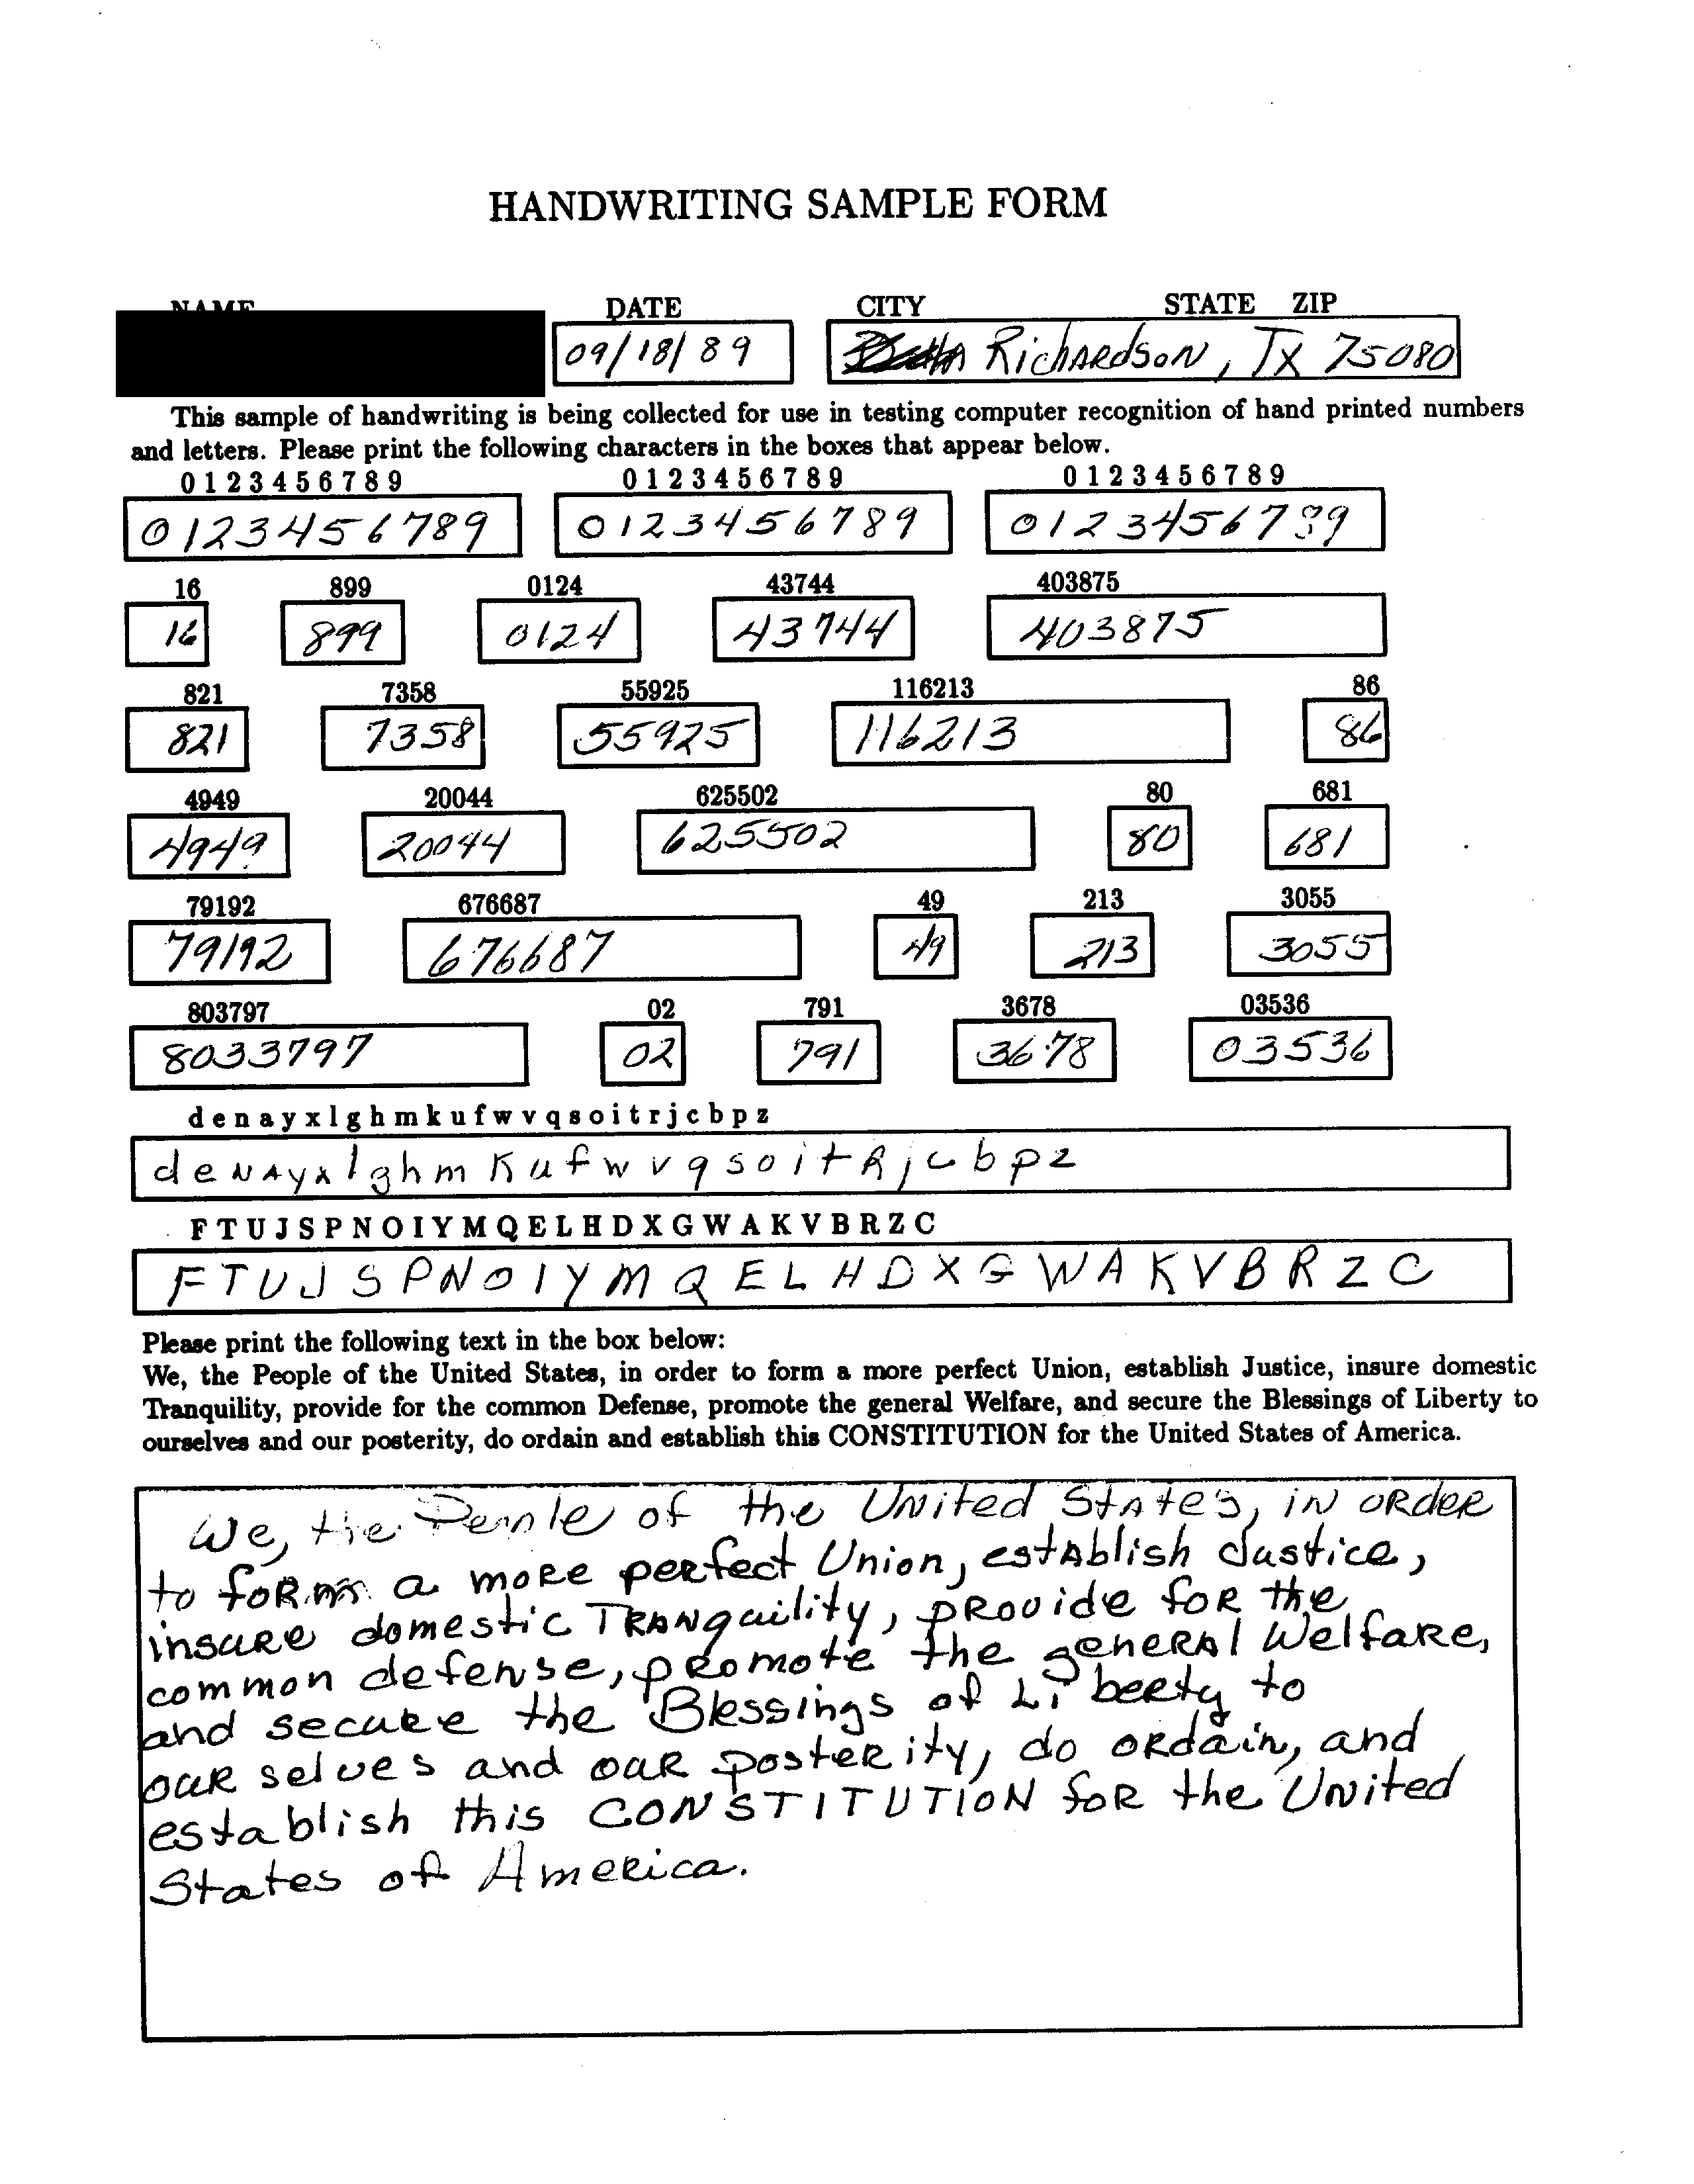 HANDWRITING SAMPLE FORM
NAME DATE CITY STATE ZIP
09/18/89 Richardson, TX 75080
This sample of handwriting is being collected for use in testing computer recognition of hand printed numbers
and letters. Please print the following characters in the boxes that appear below.
0 1 2 3 4 5 6 7 8 9 0 1 2 3 4 5 6 7 8 9 0 1 2 3 4 5 6 7 8 9
0123456789 0123456789 0123456789
16 899 0124 43744 403875
16 899 0124 43744 403875
821 7358 55925 116213 86
821 7358 55925 116213 86
4949 20044 625502 80 681
4949 20044 625502 80 681
79192 676687 49 213 3055
79192 676687 49 213 3055
803797 02 791 3678 03536
8033797 02 791 3678 03536
d e n a y x l g h m k u f w v q s o i t r j c b p z
d e N A y x l g h m K u f w v q s o i t R j c b p z
F T U J S P N O I Y M Q E L H D X G W A K V B R Z C
F T U J S P N O I Y M Q E L H D X G W A K V B R Z C
Please print the following text in the box below:
We, the People of the United States, in order to form a more perfect Union, establish Justice, insure domestic
Tranquility, provide for the common Defense, promote the general Welfare, and secure the Blessings of Liberty to
ourselves and our posterity, do ordain and establish this CONSTITUTION for the United States of America.
We, the People of the United States, in order
to form a more perfect Union, establish Justice,
insure domestic Tranquility, provide for the
common defense, promote the general Welfare,
and secure the Blessings of Liberty to
our selves and our posterity, do ordain, and
establish this CONSTITUTION for the United
States of America.